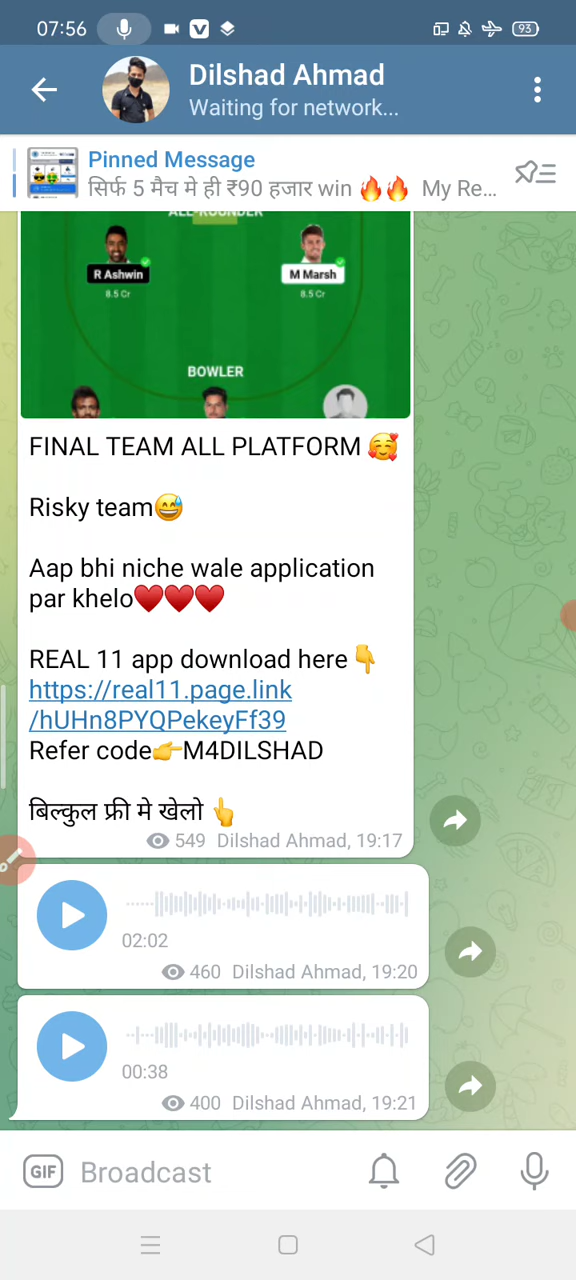 07:56
93
Dilshad Ahmad
Waiting for network...
Pinned Message
सिर्फ 5 मैच मे ही ₹90 हजार win 🔥🔥 My Re...
ALL-ROUNDER
R Ashwin
M Marsh
8.5 Cr
8.5 Cr
BOWLER
FINAL TEAM ALL PLATFORM 🥰
Risky team😅
Aap bhi niche wale application
par khelo♥️♥️♥️
REAL 11 app download here 👇
https://real11.page.link
/hUHn8PYQPekeyFf39
Refer code👉M4DILSHAD
बिल्कुल फ्री मे खेलो 👆
549 Dilshad Ahmad, 19:17
02:02
460 Dilshad Ahmad, 19:20
00:38
400 Dilshad Ahmad, 19:21
GIF
Broadcast